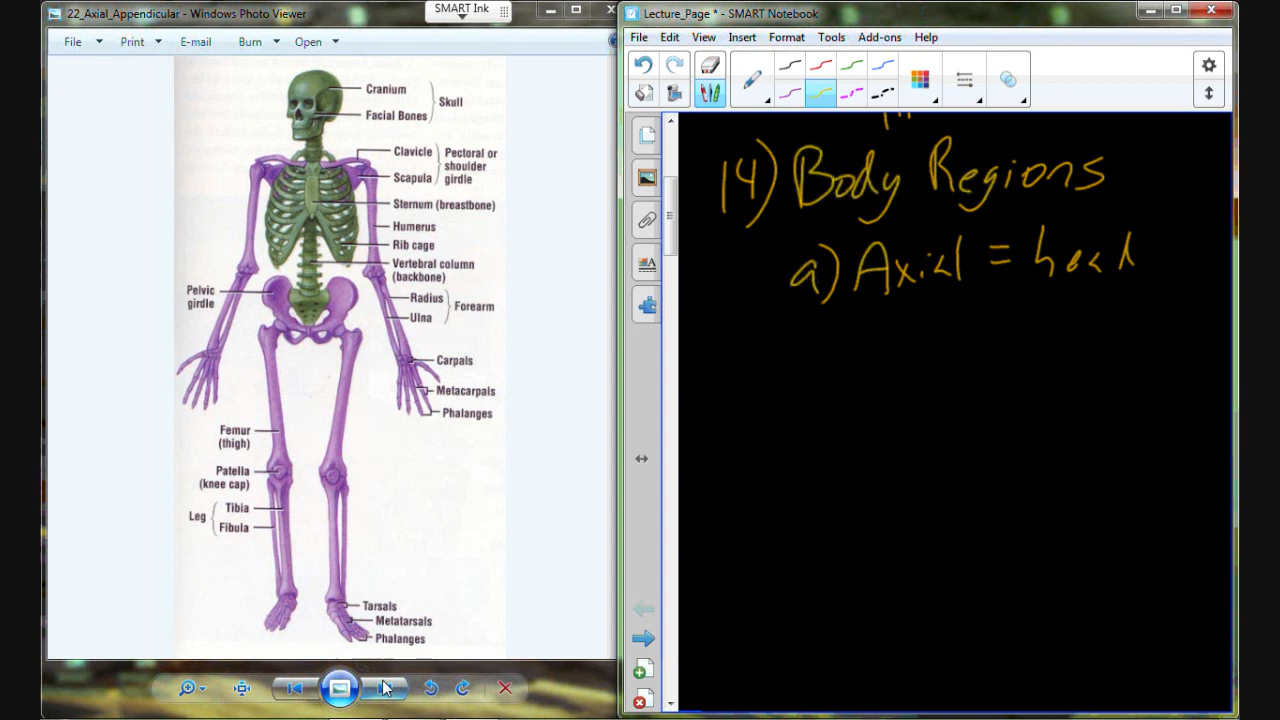 22_Axial_Appendicular - Windows Photo Viewer
SMART Ink
File Print E-mail Burn Open
Cranium
Skull
Facial Bones
Clavicle
Pectoral or
shoulder
girdle
Scapula
Sternum (breastbone)
Humerus
Rib cage
Vertebral column
(backbone)
Pelvic
girdle
Radius
Forearm
Ulna
Carpals
Metacarpals
Phalanges
Femur
(thigh)
Patella
(knee cap)
Leg
Tibia
Fibula
Tarsals
Metatarsals
Phalanges
Lecture_Page * - SMART Notebook
File Edit View Insert Format Tools Add-ons Help
14) Body Regions
a) Axial = head